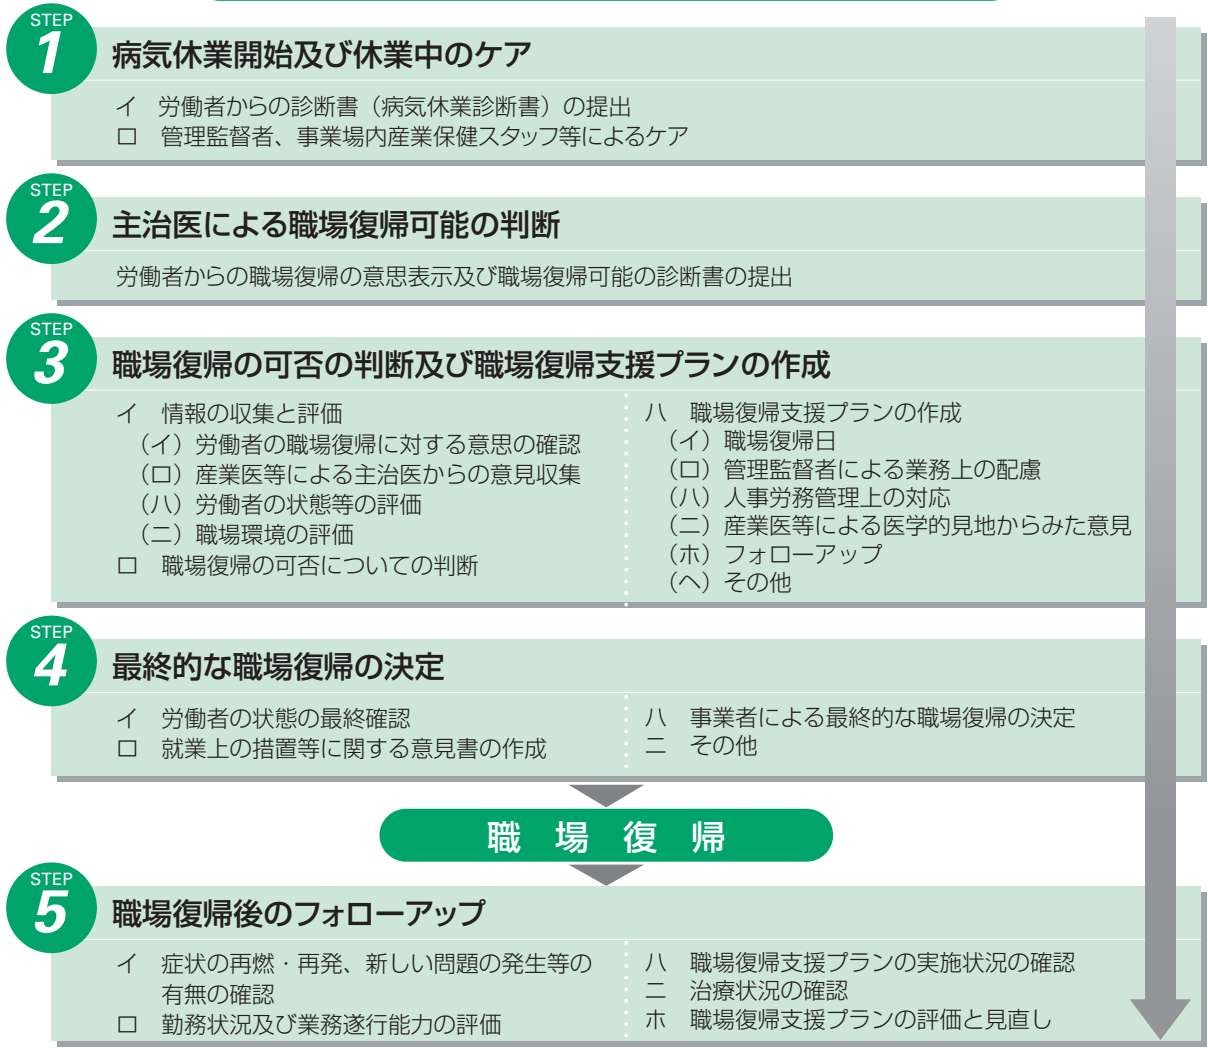 STEP
1
病気休業開始及び休業中のケア
イ　労働者からの診断書（病気休業診断書）の提出
ロ　管理監督者、事業場内産業保健スタッフ等によるケア
STEP
2
主治医による職場復帰可能の判断
労働者からの職場復帰の意思表示及び職場復帰可能の診断書の提出
STEP
3
職場復帰の可否の判断及び職場復帰支援プランの作成
イ　情報の収集と評価
（イ）労働者の職場復帰に対する意思の確認
（ロ）産業医等による主治医からの意見収集
（ハ）労働者の状態等の評価
（ニ）職場環境の評価
ロ　職場復帰の可否についての判断
ハ　職場復帰支援プランの作成
（イ）職場復帰日
（ロ）管理監督者による業務上の配慮
（ハ）人事労務管理上の対応
（ニ）産業医等による医学的見地からみた意見
（ホ）フォローアップ
（ヘ）その他
STEP
4
最終的な職場復帰の決定
イ　労働者の状態の最終確認
ロ　就業上の措置等に関する意見書の作成
ハ　事業者による最終的な職場復帰の決定
ニ　その他
職　場　復　帰
STEP
5
職場復帰後のフォローアップ
イ　症状の再燃・再発、新しい問題の発生等の
有無の確認
ロ　勤務状況及び業務遂行能力の評価
ハ　職場復帰支援プランの実施状況の確認
ニ　治療状況の確認
ホ　職場復帰支援プランの評価と見直し